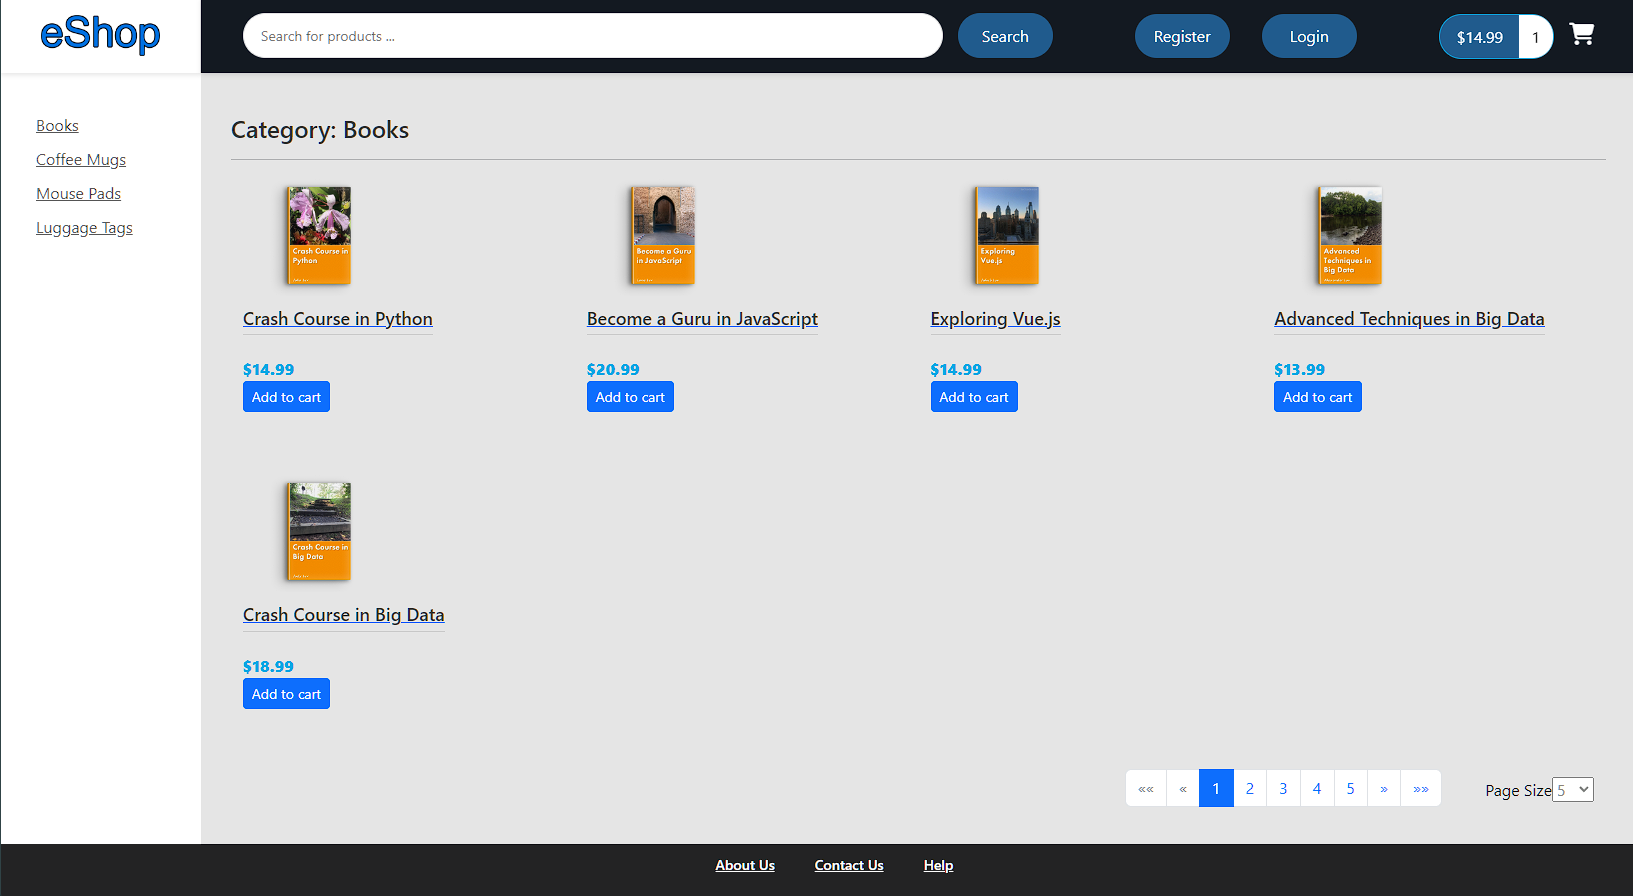 eShop
Search for products ...
Search
Register
Login
$14.99
1
Books
Coffee Mugs
Mouse Pads
Luggage Tags
Category: Books
Crash Course in
Python
Become a Guru
in JavaScript
Exploring
Vue.js
Advanced
Techniques in
Big Data
Crash Course in Python
Become a Guru in JavaScript
Exploring Vue.js
Advanced Techniques in Big Data
$14.99
$20.99
$14.99
$13.99
Add to cart
Add to cart
Add to cart
Add to cart
Crash Course in
Big Data
Crash Course in Big Data
$18.99
Add to cart
«« « 1 2 3 4 5 » »»
Page Size 5
About Us
Contact Us
Help